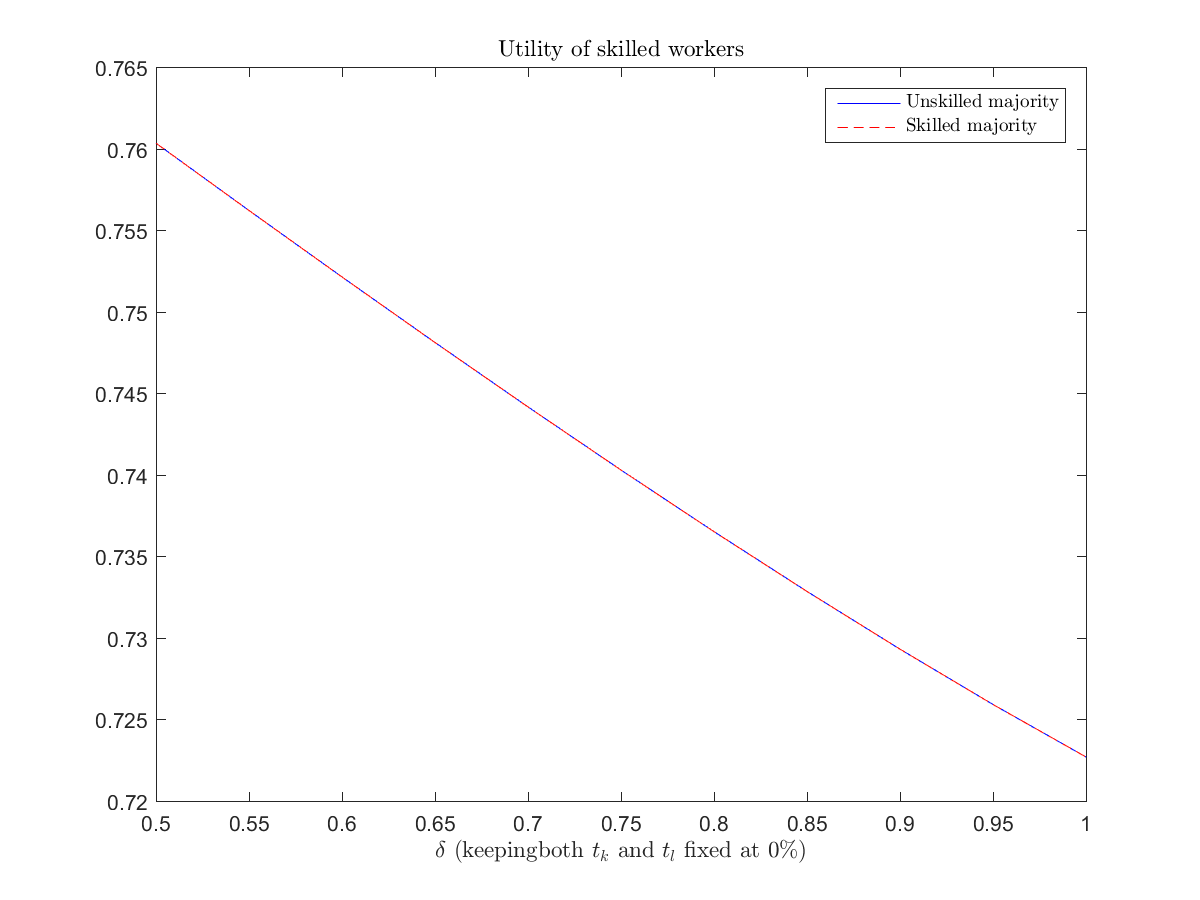 Utility of skilled workers
0.765
0.76
0.755
0.75
0.745
0.74
0.735
0.73
0.725
0.72
Unskilled majority
Skilled majority
0.5 0.55 0.6 0.65 0.7 0.75 0.8 0.85 0.9 0.95 1
δ (keepingboth t_k and t_l fixed at 0%)